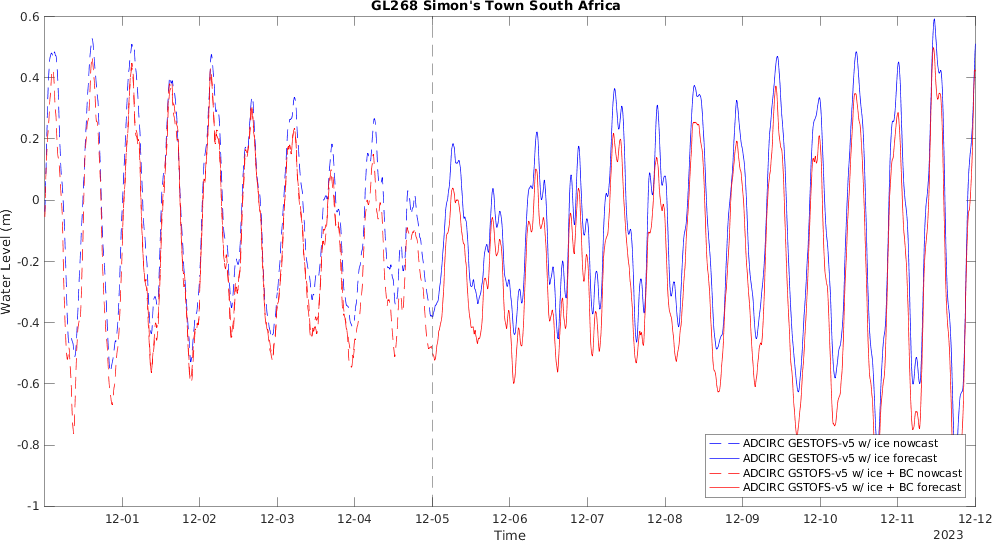 GL268 Simon's Town South Africa
0.6
0.4
0.2
0
-0.2
-0.4
-0.6
-0.8
-1
Water Level (m)
ADCIRC GESTOFS-v5 w/ ice nowcast
ADCIRC GESTOFS-v5 w/ ice forecast
ADCIRC GSTOFS-v5 w/ ice + BC nowcast
ADCIRC GSTOFS-v5 w/ ice + BC forecast
12-01 12-02 12-03 12-04 12-05 12-06 12-07 12-08 12-09 12-10 12-11 12-12
Time
2023